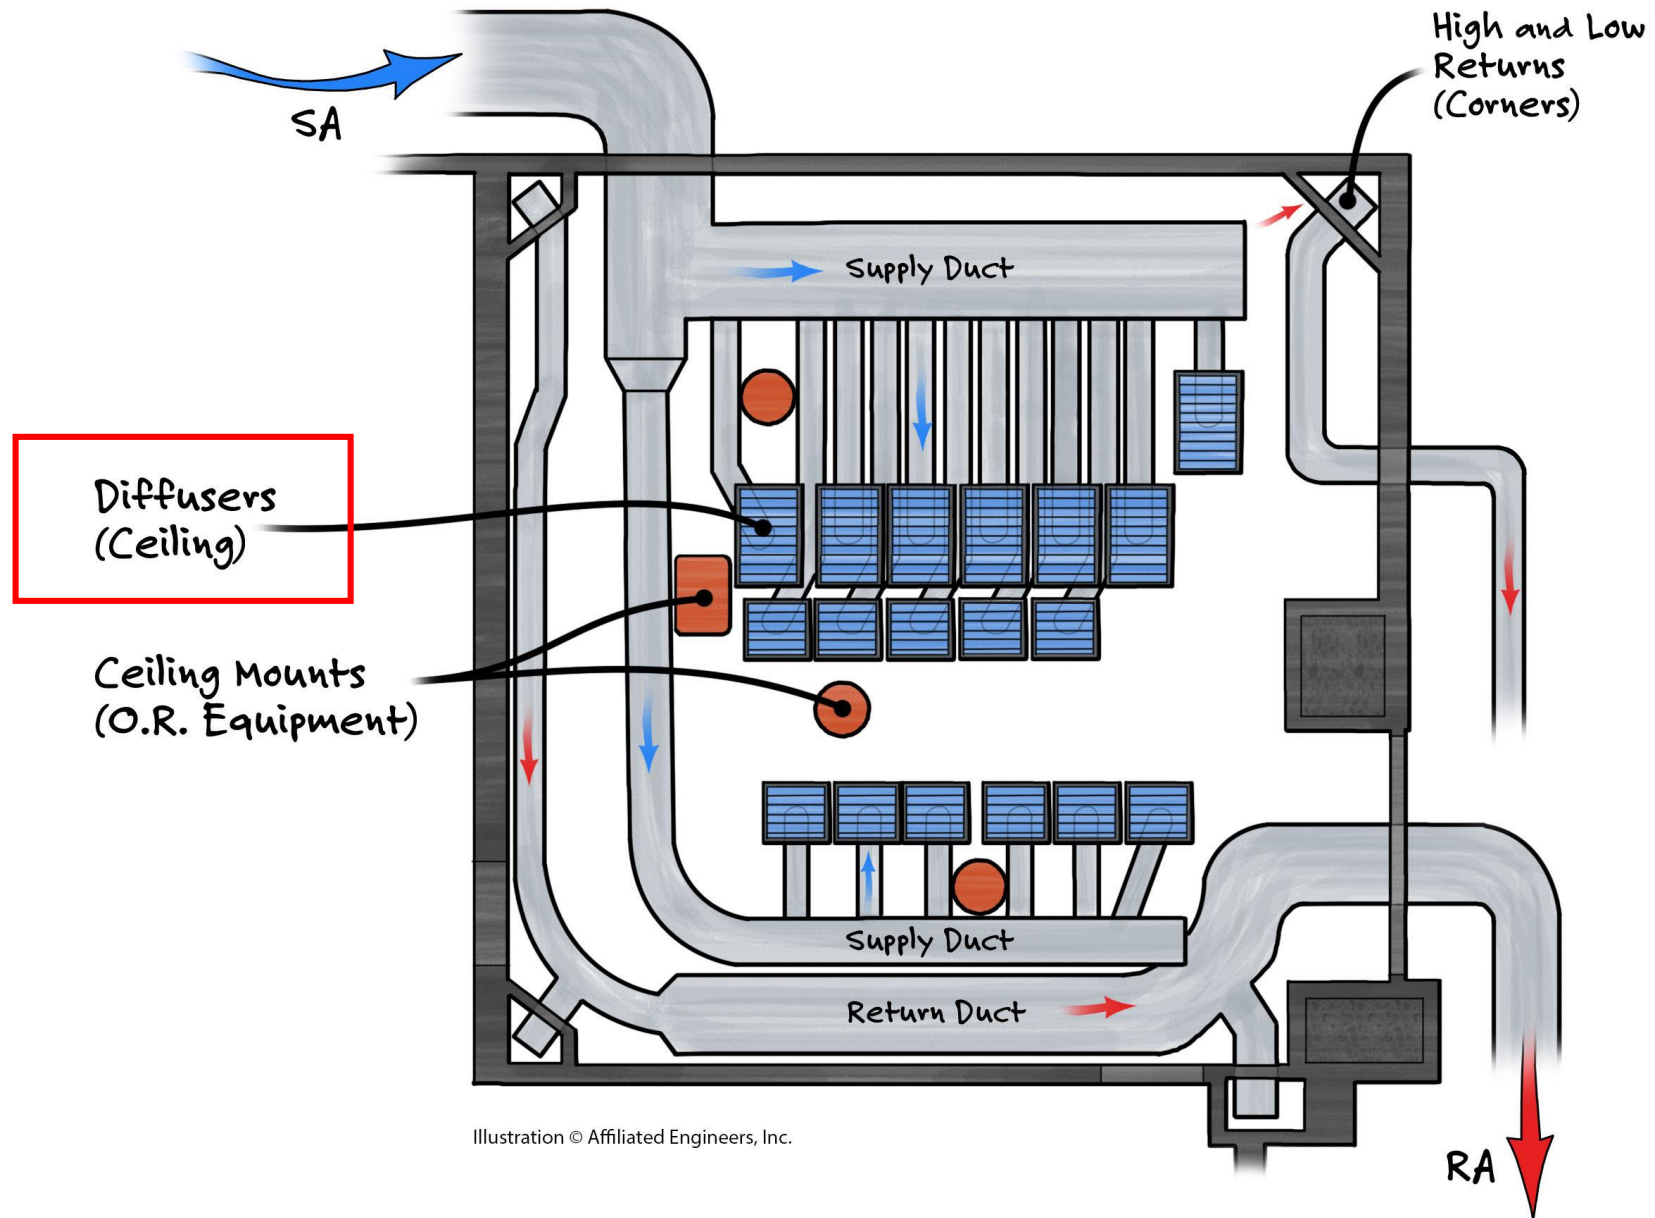 SA
High and Low
Returns
(Corners)
Supply Duct
Diffusers
(Ceiling)
Ceiling Mounts
(O.R. Equipment)
Supply Duct
Return Duct
Illustration © Affiliated Engineers, Inc.
RA